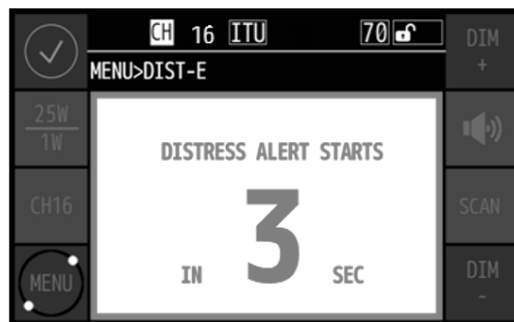 CH 16 ITU 70
MENU>DIST-E
DIM
+
25W
1W
DISTRESS ALERT STARTS
CH16
SCAN
IN 3 SEC
MENU
DIM
-